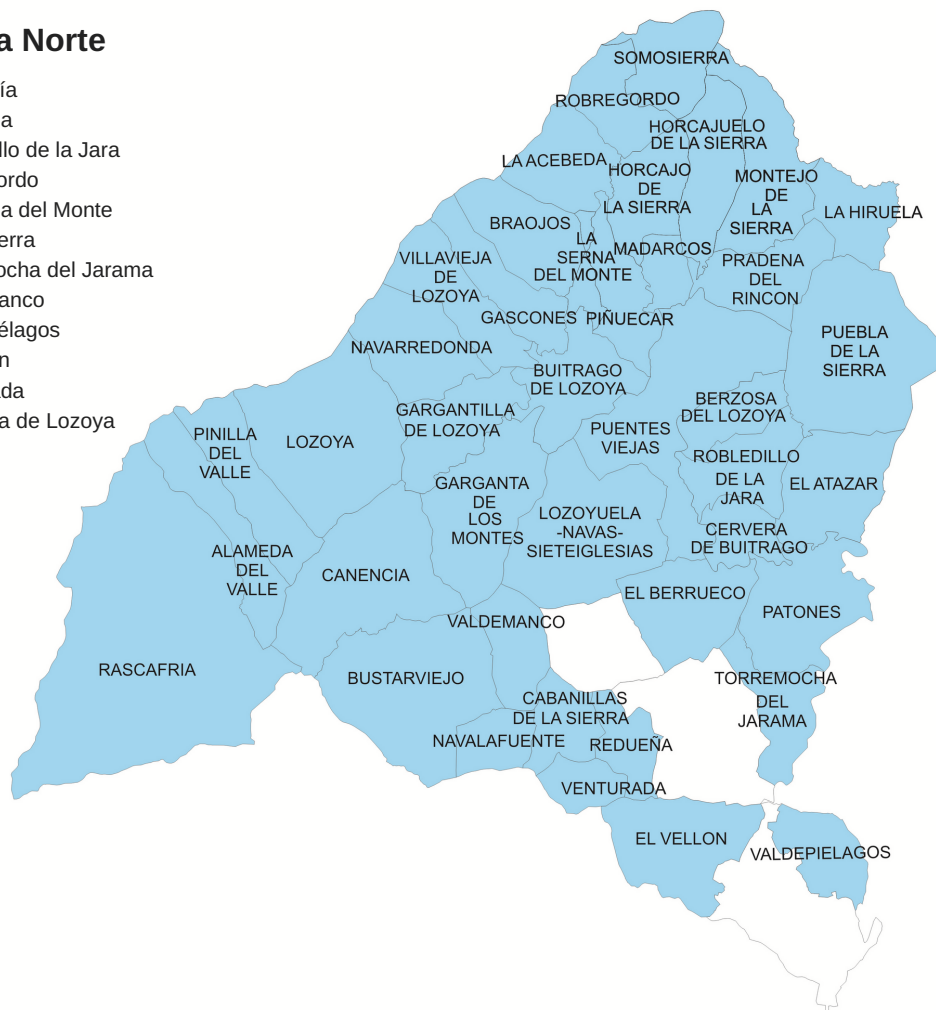 a Norte
ía
a
llo de la Jara
ordo
a del Monte
erra
ocha del Jarama
anco
élagos
n
ada
a de Lozoya
SOMOSIERRA
ROBREGORDO
HORCAJUELO
DE LA SIERRA
LA ACEBEDA
HORCAJO
DE
LA SIERRA
MONTEJO
DE
LA
SIERRA
LA HIRUELA
BRAOJOS
LA
SERNA
DEL MONTE
MADARCOS
PRADENA
DEL
RINCON
VILLAVIEJA
DE
LOZOYA
GASCONES
PIÑUECAR
PUEBLA
DE LA
SIERRA
NAVARREDONDA
BUITRAGO
DE LOZOYA
BERZOSA
DEL LOZOYA
GARGANTILLA
DE LOZOYA
PUENTES
VIEJAS
PINILLA
DEL
VALLE
LOZOYA
ROBLEDILLO
DE LA
JARA
EL ATAZAR
GARGANTA
DE
LOS
MONTES
LOZOYUELA
-NAVAS-
SIETEIGLESIAS
CERVERA
DE BUITRAGO
ALAMEDA
DEL
VALLE
CANENCIA
EL BERRUECO
PATONES
VALDEMANCO
RASCAFRIA
BUSTARVIEJO
TORREMOCHA
DEL
JARAMA
CABANILLAS
DE LA SIERRA
NAVALAFUENTE
REDUEÑA
VENTURADA
EL VELLON
VALDEPIELAGOS